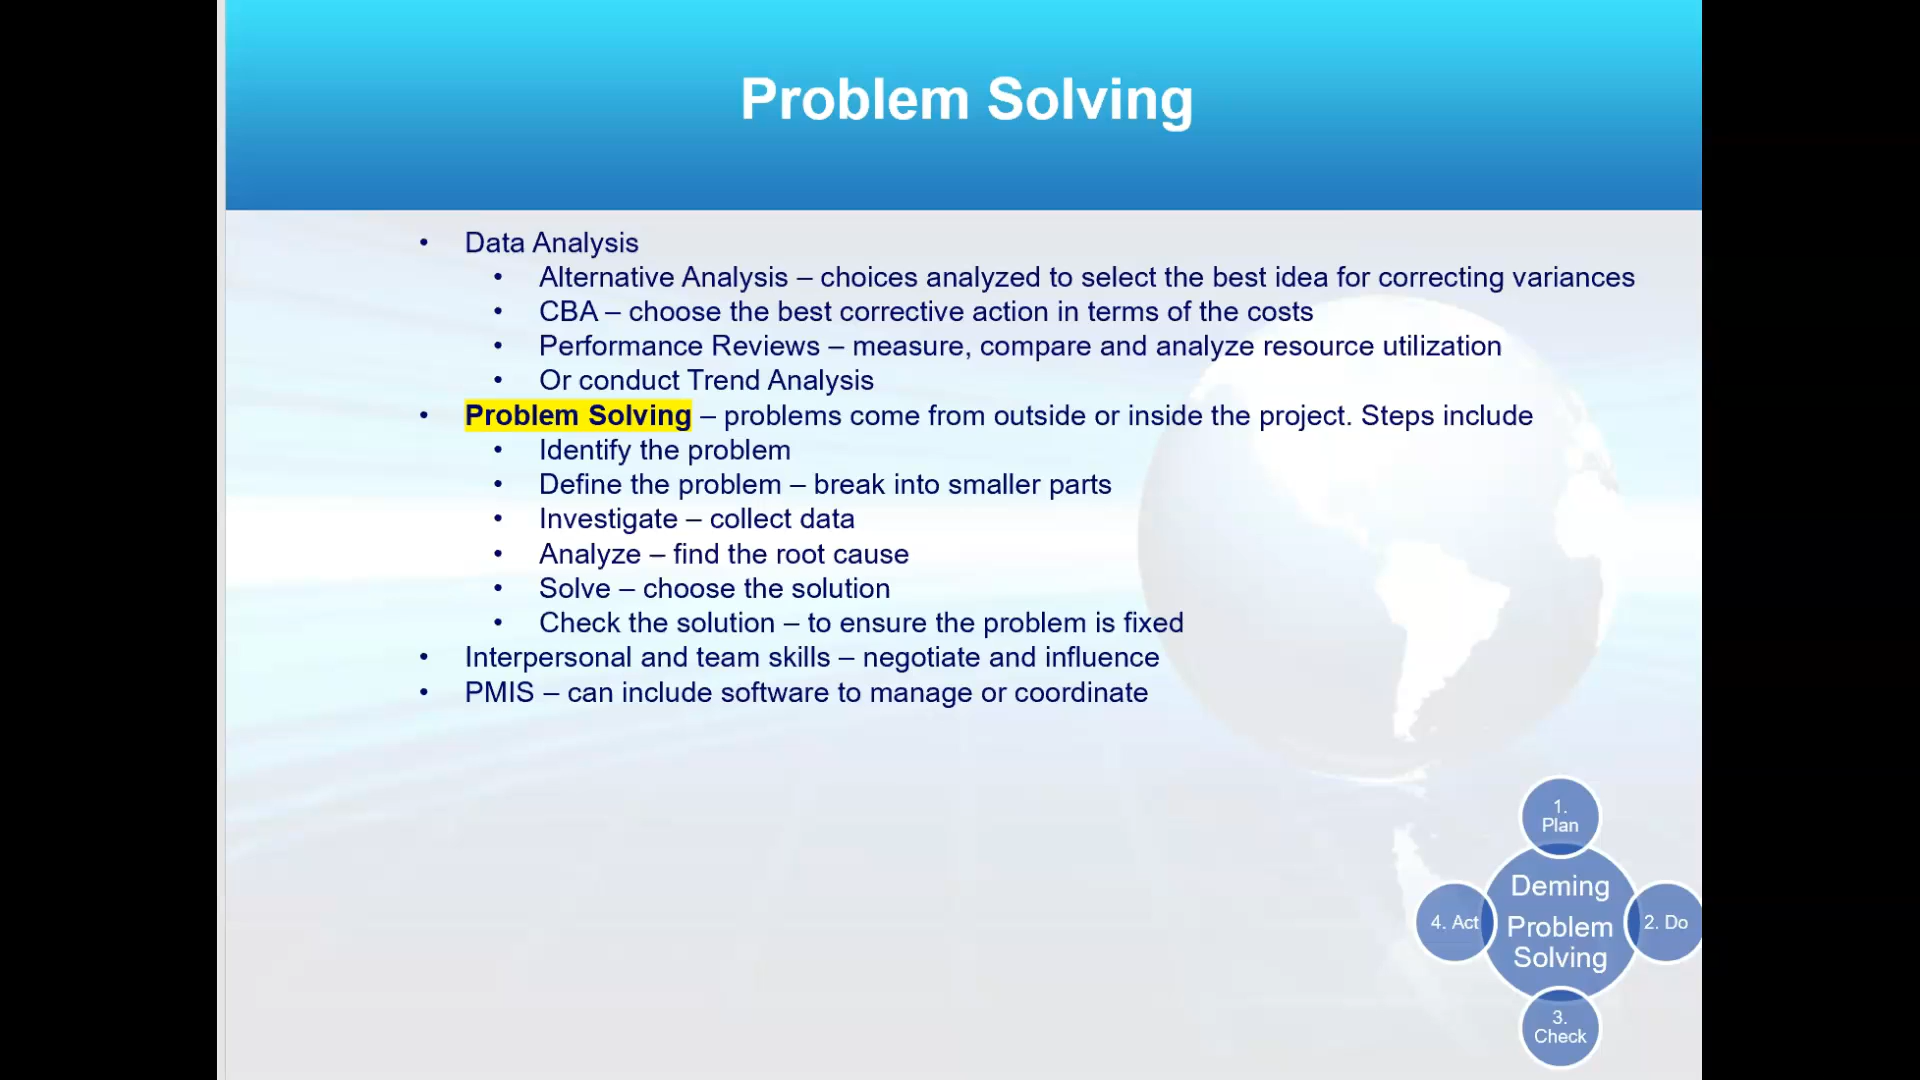 Problem Solving
• Data Analysis
• Alternative Analysis – choices analyzed to select the best idea for correcting variances
• CBA – choose the best corrective action in terms of the costs
• Performance Reviews – measure, compare and analyze resource utilization
• Or conduct Trend Analysis
• Problem Solving – problems come from outside or inside the project. Steps include
• Identify the problem
• Define the problem – break into smaller parts
• Investigate – collect data
• Analyze – find the root cause
• Solve – choose the solution
• Check the solution – to ensure the problem is fixed
• Interpersonal and team skills – negotiate and influence
• PMIS – can include software to manage or coordinate
1.
Plan
Deming
Problem
Solving
2. Do
3.
Check
4. Act